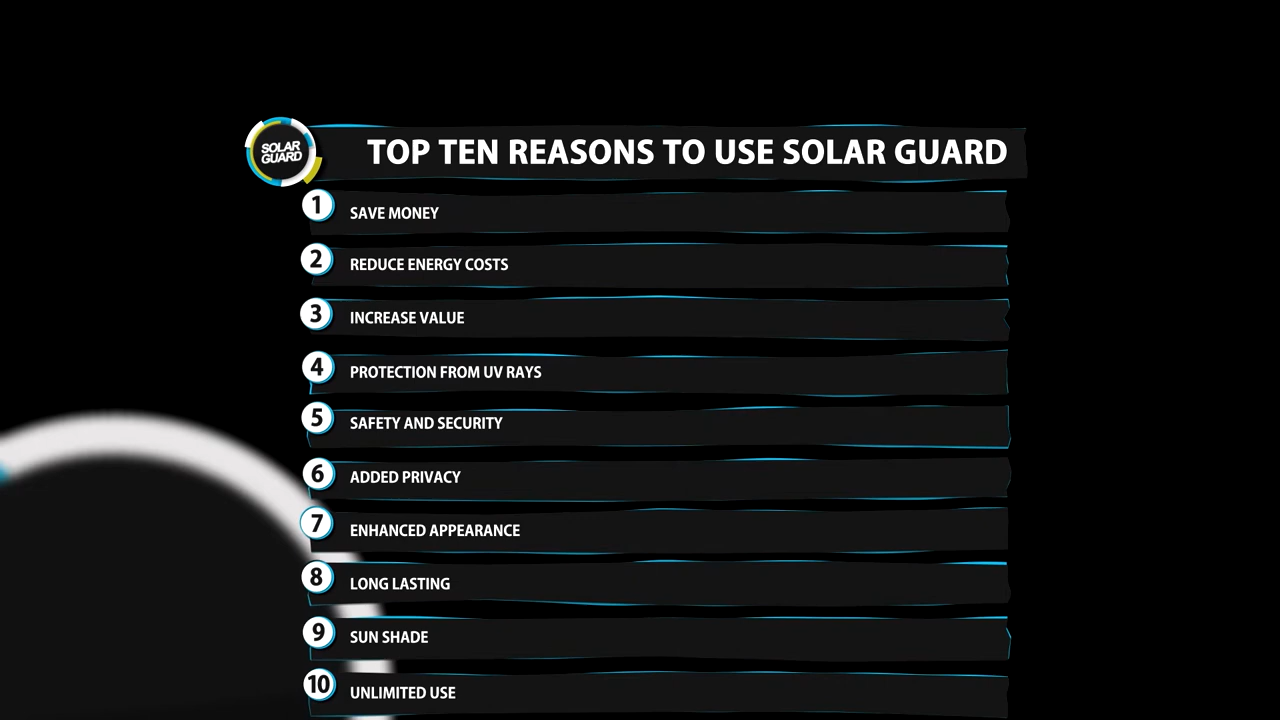 SOLAR
GUARD
TOP TEN REASONS TO USE SOLAR GUARD
1 SAVE MONEY
2 REDUCE ENERGY COSTS
3 INCREASE VALUE
4 PROTECTION FROM UV RAYS
5 SAFETY AND SECURITY
6 ADDED PRIVACY
7 ENHANCED APPEARANCE
8 LONG LASTING
9 SUN SHADE
10 UNLIMITED USE